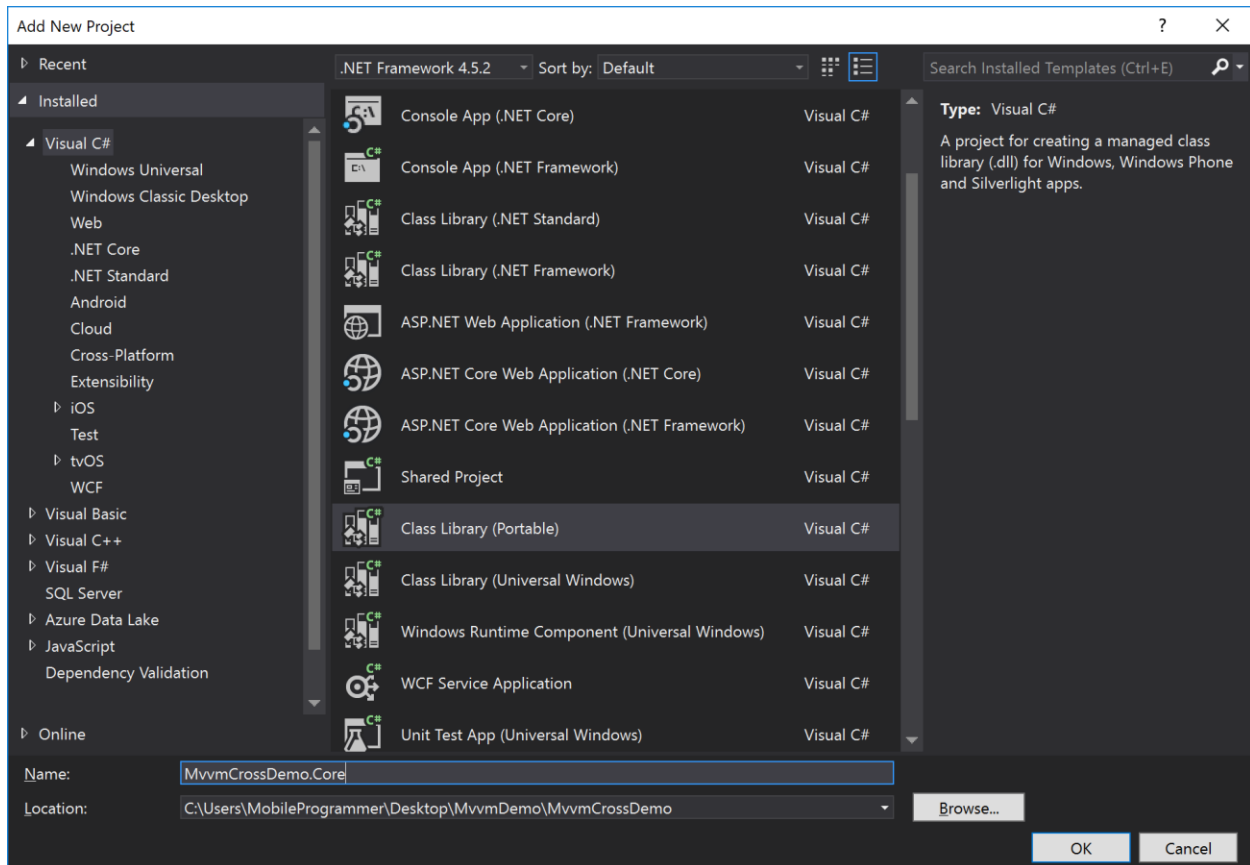 Add New Project
?
Recent
.NET Framework 4.5.2
Sort by: Default
Search Installed Templates (Ctrl+E)
Installed
Visual C#
Windows Universal
Windows Classic Desktop
Web
.NET Core
.NET Standard
Android
Cloud
Cross-Platform
Extensibility
iOS
Test
tvOS
WCF
Visual Basic
Visual C++
Visual F#
SQL Server
Azure Data Lake
JavaScript
Dependency Validation
Online
Console App (.NET Core) Visual C#
Console App (.NET Framework) Visual C#
Class Library (.NET Standard) Visual C#
Class Library (.NET Framework) Visual C#
ASP.NET Web Application (.NET Framework) Visual C#
ASP.NET Core Web Application (.NET Core) Visual C#
ASP.NET Core Web Application (.NET Framework) Visual C#
Shared Project Visual C#
Class Library (Portable) Visual C#
Class Library (Universal Windows) Visual C#
Windows Runtime Component (Universal Windows) Visual C#
WCF Service Application Visual C#
Unit Test App (Universal Windows) Visual C#
Type: Visual C#
A project for creating a managed class
library (.dll) for Windows, Windows Phone
and Silverlight apps.
Name: MvvmCrossDemo.Core
Location: C:\Users\MobileProgrammer\Desktop\MvvmDemo\MvvmCrossDemo
Browse...
OK
Cancel